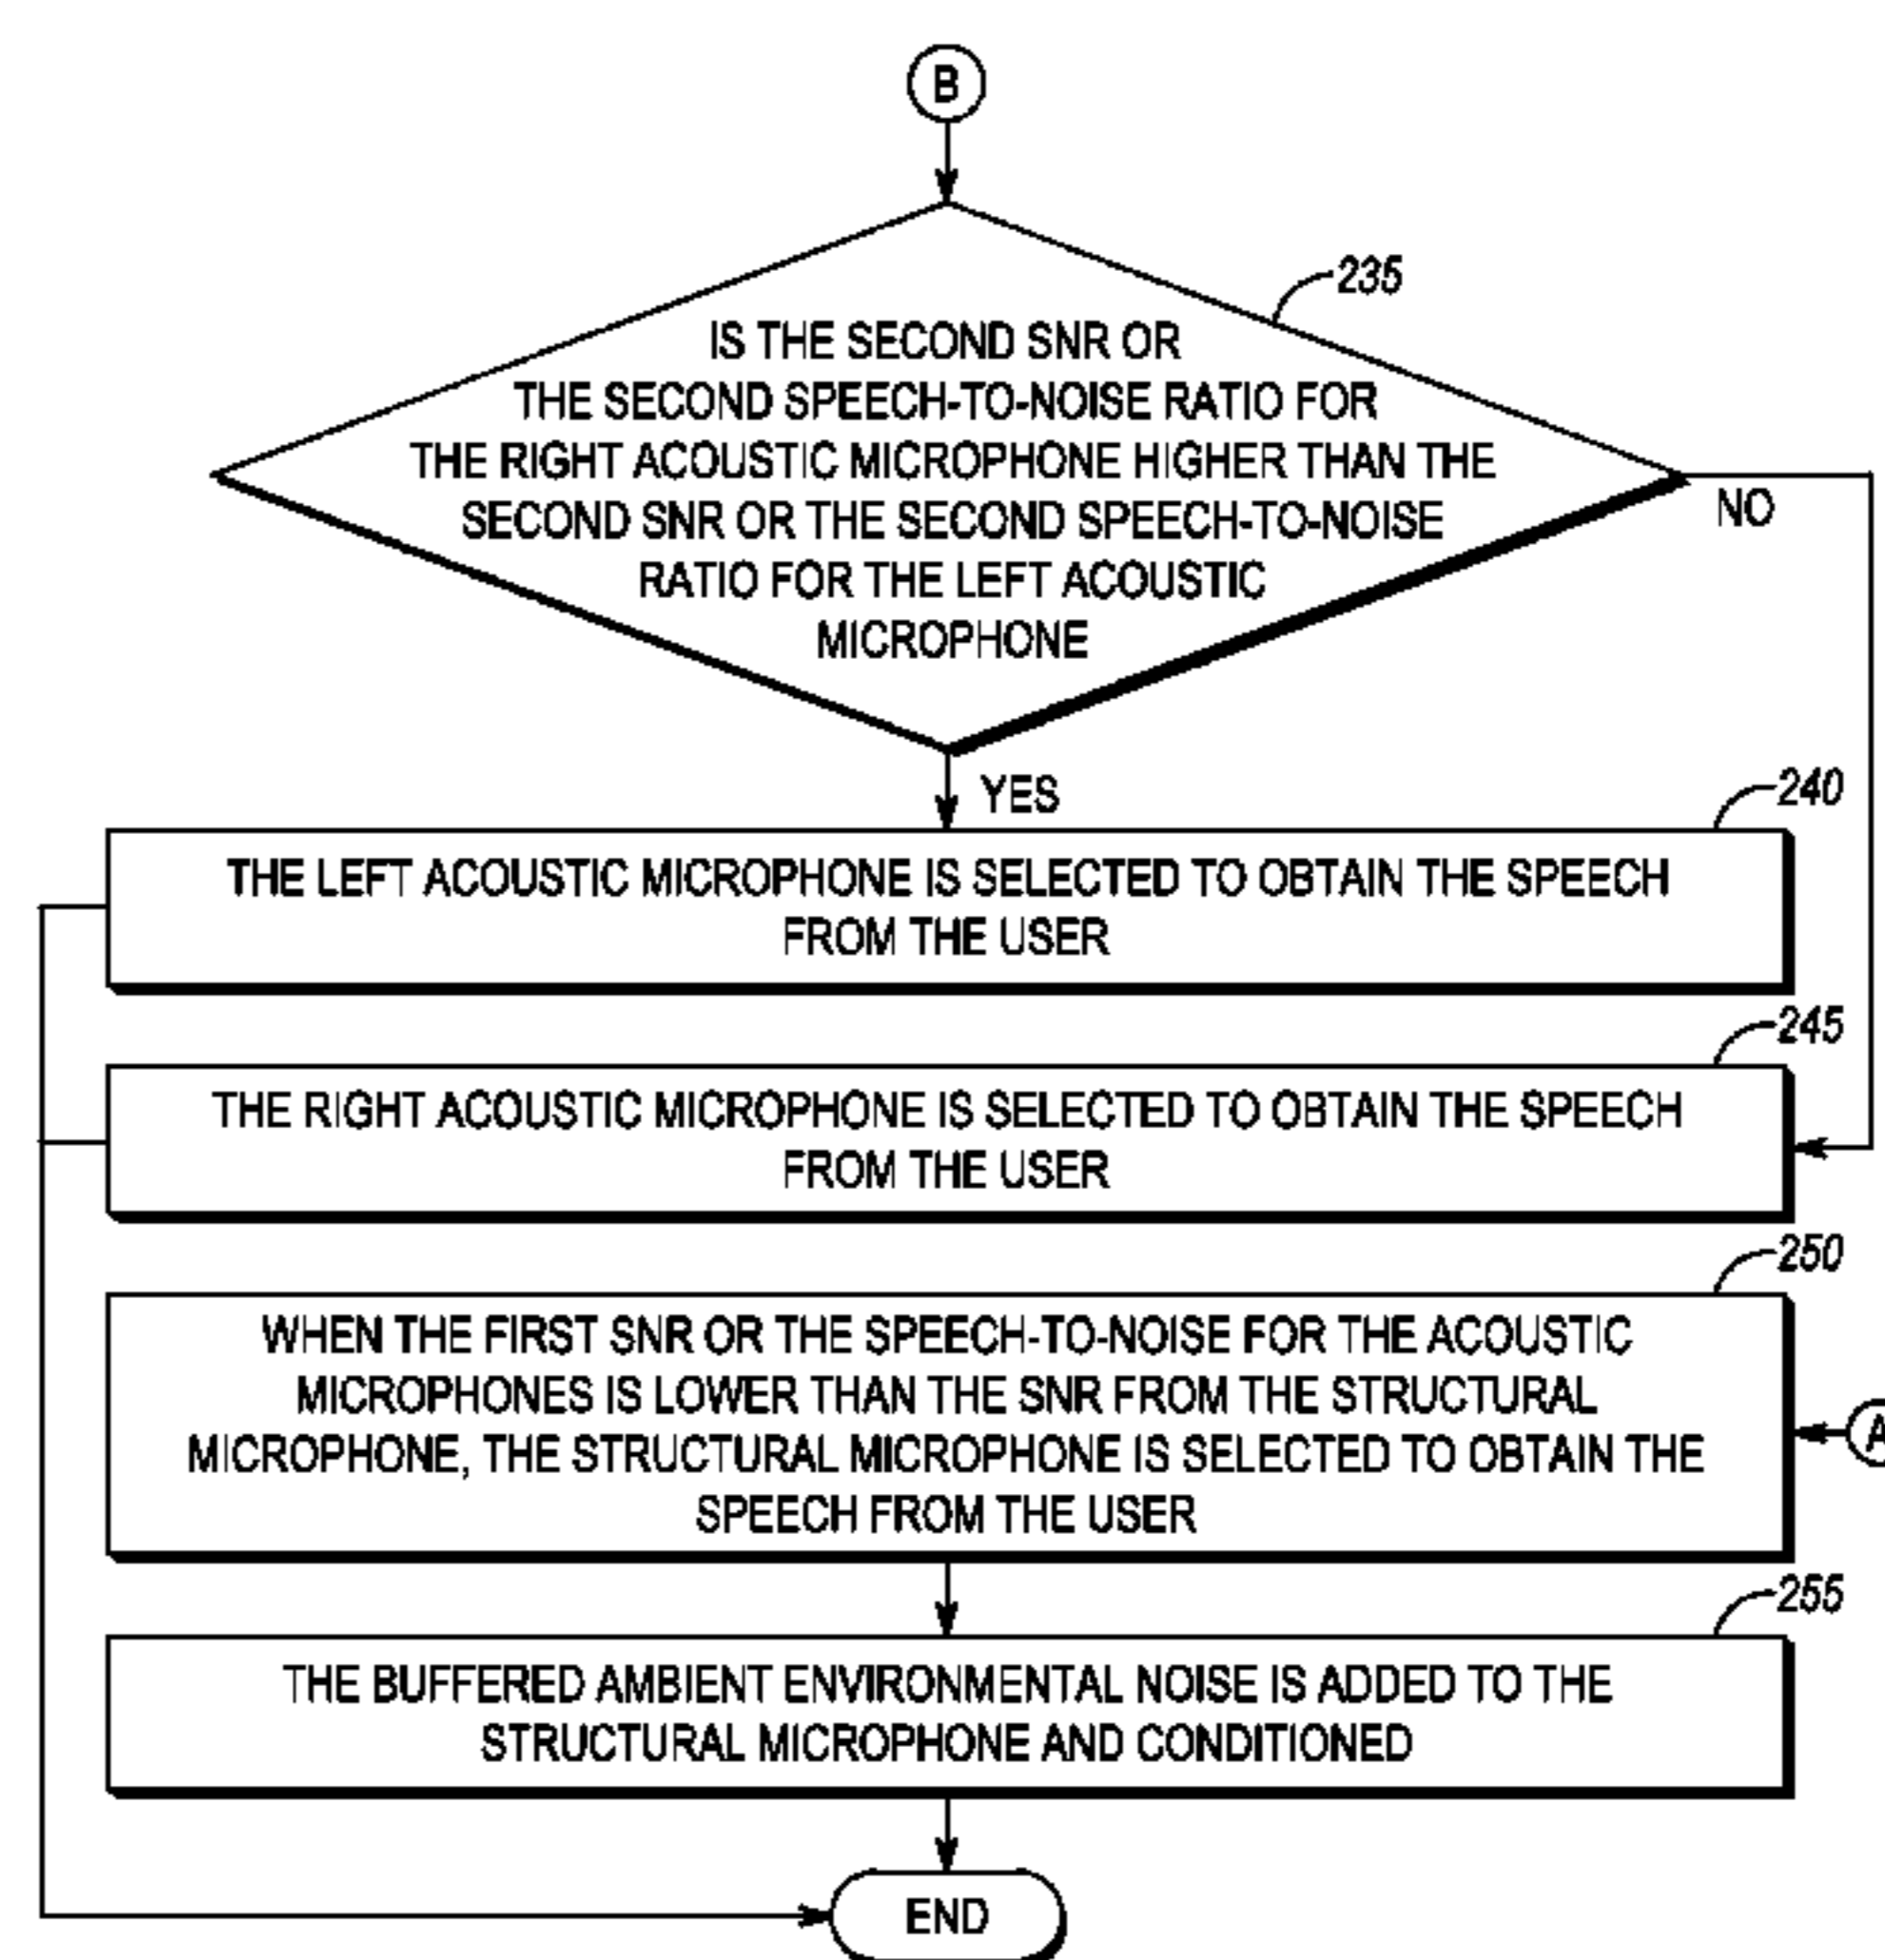 B
235
IS THE SECOND SNR OR
THE SECOND SPEECH-TO-NOISE RATIO FOR
THE RIGHT ACOUSTIC MICROPHONE HIGHER THAN THE
SECOND SNR OR THE SECOND SPEECH-TO-NOISE
RATIO FOR THE LEFT ACOUSTIC
MICROPHONE
NO
YES
240
THE LEFT ACOUSTIC MICROPHONE IS SELECTED TO OBTAIN THE SPEECH
FROM THE USER
245
THE RIGHT ACOUSTIC MICROPHONE IS SELECTED TO OBTAIN THE SPEECH
FROM THE USER
250
WHEN THE FIRST SNR OR THE SPEECH-TO-NOISE FOR THE ACOUSTIC
MICROPHONES IS LOWER THAN THE SNR FROM THE STRUCTURAL
MICROPHONE, THE STRUCTURAL MICROPHONE IS SELECTED TO OBTAIN THE
SPEECH FROM THE USER
A
255
THE BUFFERED AMBIENT ENVIRONMENTAL NOISE IS ADDED TO THE
STRUCTURAL MICROPHONE AND CONDITIONED
END